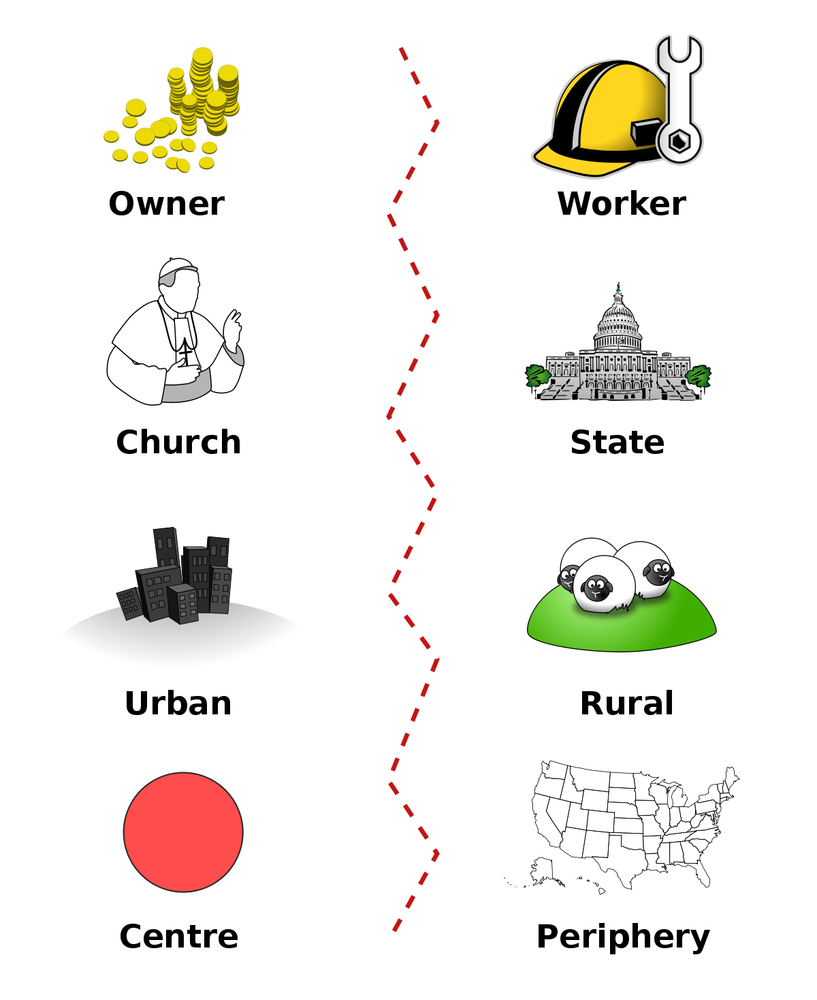 Owner
Worker
Church
State
Urban
Rural
Centre
Periphery